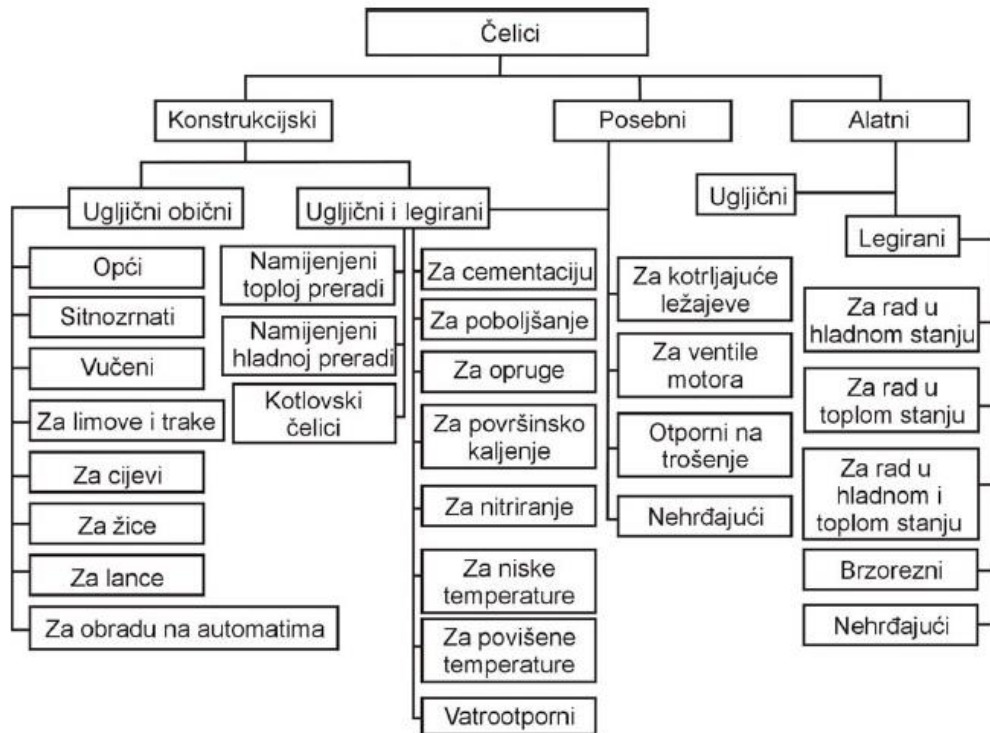 Čelici
Konstrukcijski
Posebni
Alatni
Ugljični obični
Ugljični i legirani
Ugljični
Legirani
Opći
Sitnozrnati
Vučeni
Za limove i trake
Za cijevi
Za žice
Za lance
Za obradu na automatima
Namijenjeni
toploj preradi
Namijenjeni
hladnoj preradi
Kotlovski
čelici
Za cementaciju
Za poboljšanje
Za opruge
Za površinsko
kaljenje
Za nitriranje
Za niske
temperature
Za povišene
temperature
Vatrootporni
Za kotrljajuće
ležajeve
Za ventile
motora
Otporni na
trošenje
Nehrđajući
Za rad u
hladnom stanju
Za rad u
toplom stanju
Za rad u
hladnom i
toplom stanju
Brzorezni
Nehrđajući